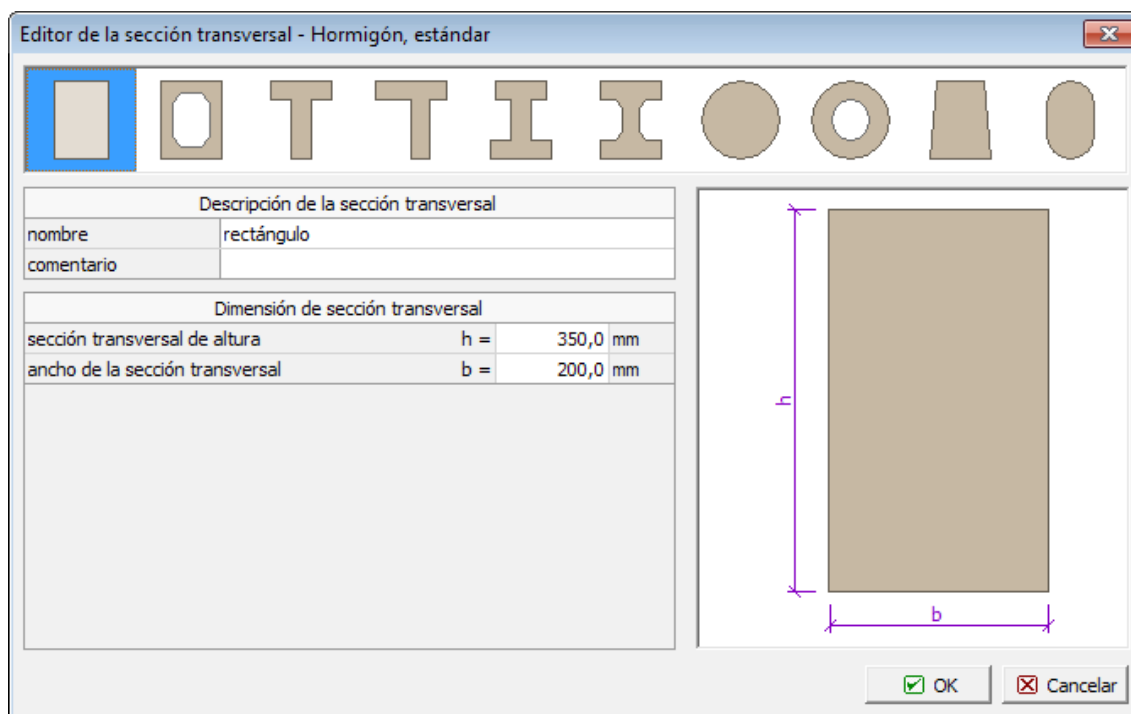 Editor de la sección transversal - Hormigón, estándar
Descripción de la sección transversal
nombre rectángulo
comentario
Dimensión de sección transversal
sección transversal de altura h = 350,0 mm
ancho de la sección transversal b = 200,0 mm
h
b
OK Cancelar